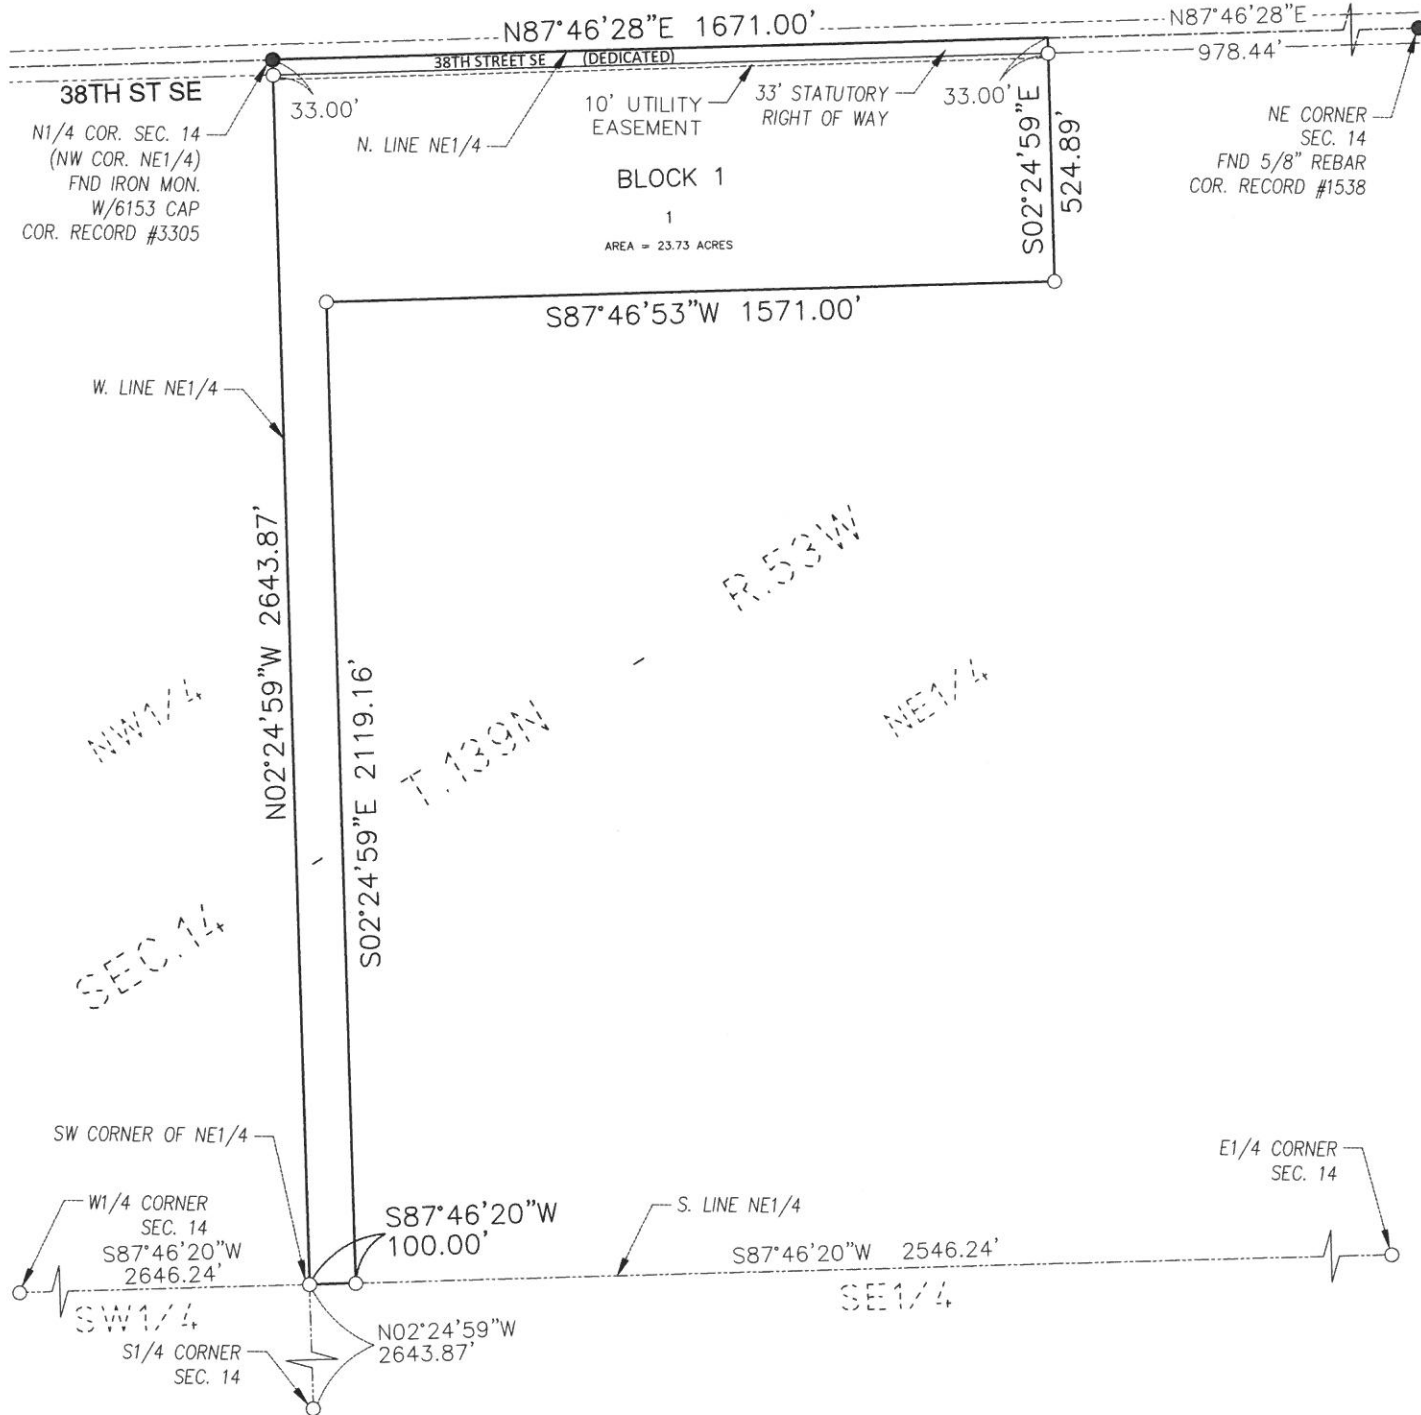 N87°46'28"E 1671.00'
N87°46'28"E
978.44'
38TH STREET SE (DEDICATED)
38TH ST SE
33.00'
10' UTILITY
EASEMENT
33' STATUTORY
RIGHT OF WAY
33.00'
N1/4 COR. SEC. 14
(NW COR. NE1/4)
FND IRON MON.
W/6153 CAP
COR. RECORD #3305
N. LINE NE1/4
NE CORNER
SEC. 14
FND 5/8" REBAR
COR. RECORD #1538
BLOCK 1
1
AREA = 23.73 ACRES
S02°24'59"E
524.89'
S87°46'53"W 1571.00'
W. LINE NE1/4
N02°24'59"W 2643.87'
S02°24'59"E 2119.16'
R.53W
-
NE1/4
NW1/4
T.139N
-
SEC.14
SW CORNER OF NE1/4
E1/4 CORNER
SEC. 14
W1/4 CORNER
SEC. 14
S87°46'20"W
2646.24'
S87°46'20"W
100.00'
S. LINE NE1/4
S87°46'20"W 2546.24'
SW1/4
SE1/4
N02°24'59"W
2643.87'
S1/4 CORNER
SEC. 14